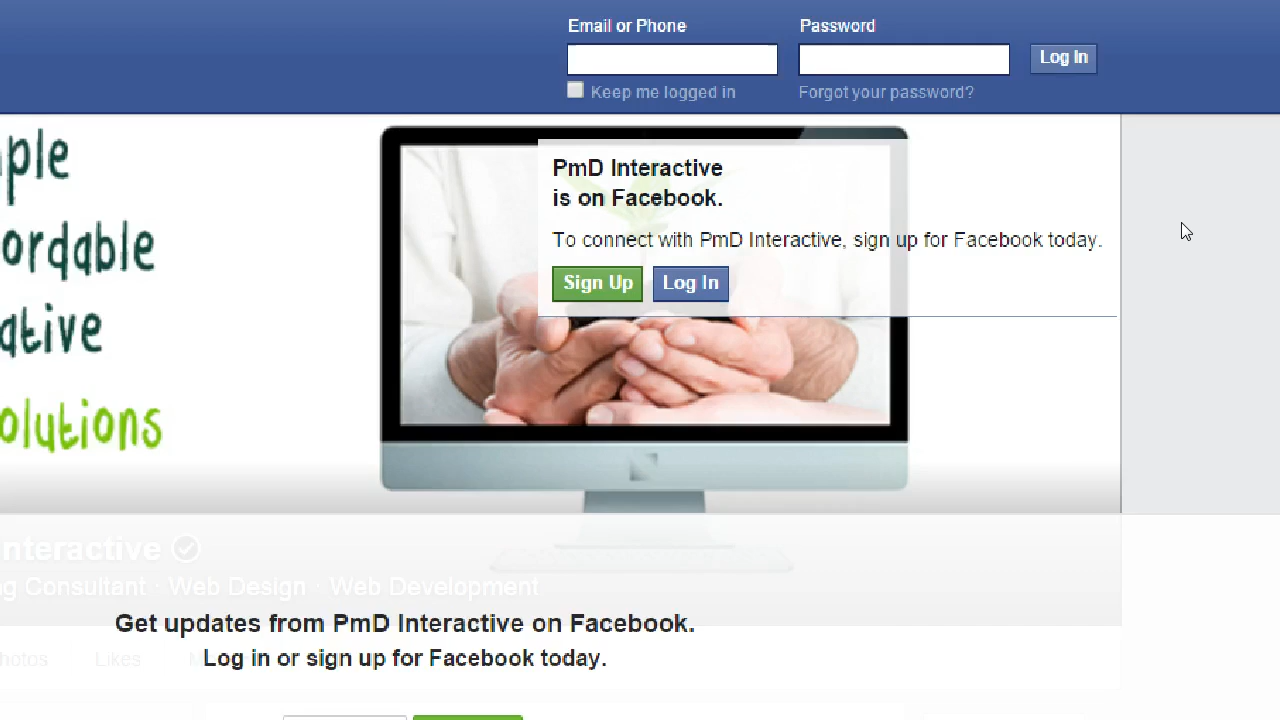 Email or Phone Password
Log In
Keep me logged in Forgot your password?
PmD Interactive
is on Facebook.
To connect with PmD Interactive, sign up for Facebook today.
Sign Up Log In
ple
ordable
ative
olutions
nteractive
g Consultant · Web Design · Web Development
Get updates from PmD Interactive on Facebook.
hotos Likes
Log in or sign up for Facebook today.